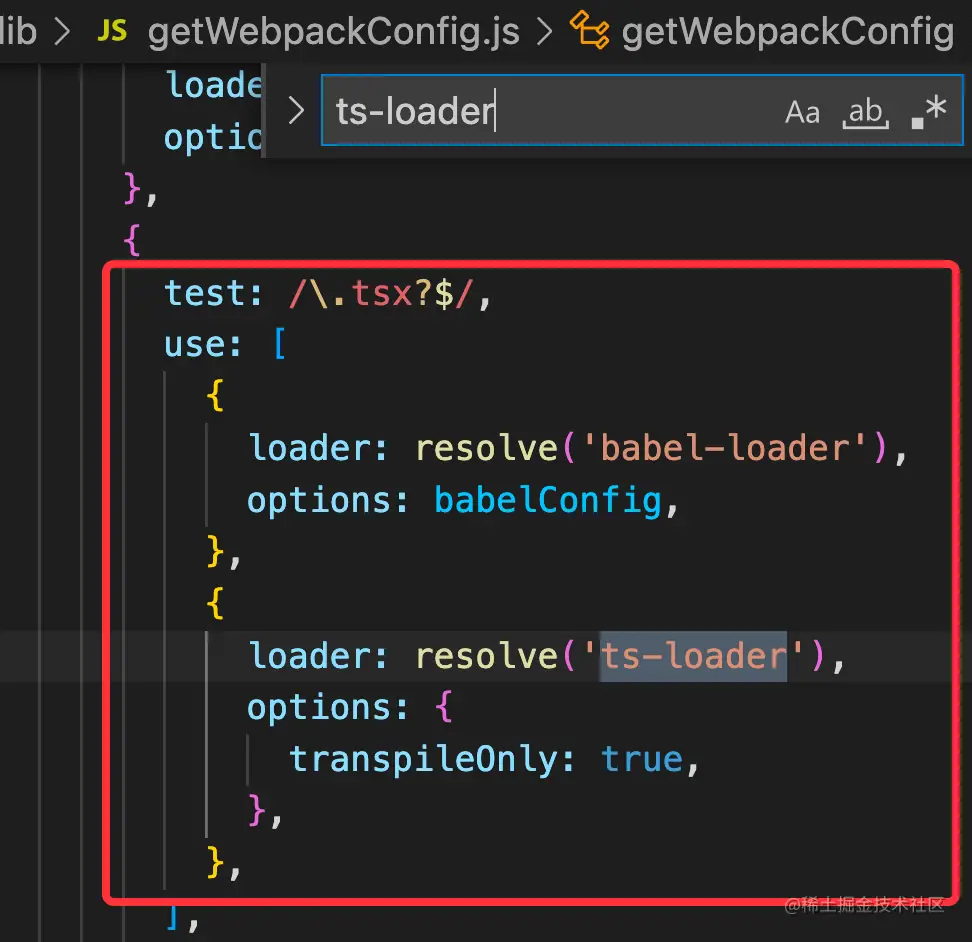 lib > JS getWebpackConfig.js > getWebpackConfig
ts-loader Aa ab .*
loade
optio
},
{
test: /\.tsx?$/,
use: [
{
loader: resolve('babel-loader'),
options: babelConfig,
},
{
loader: resolve('ts-loader'),
options: {
transpileOnly: true,
},
},
],
@稀土掘金技术社区